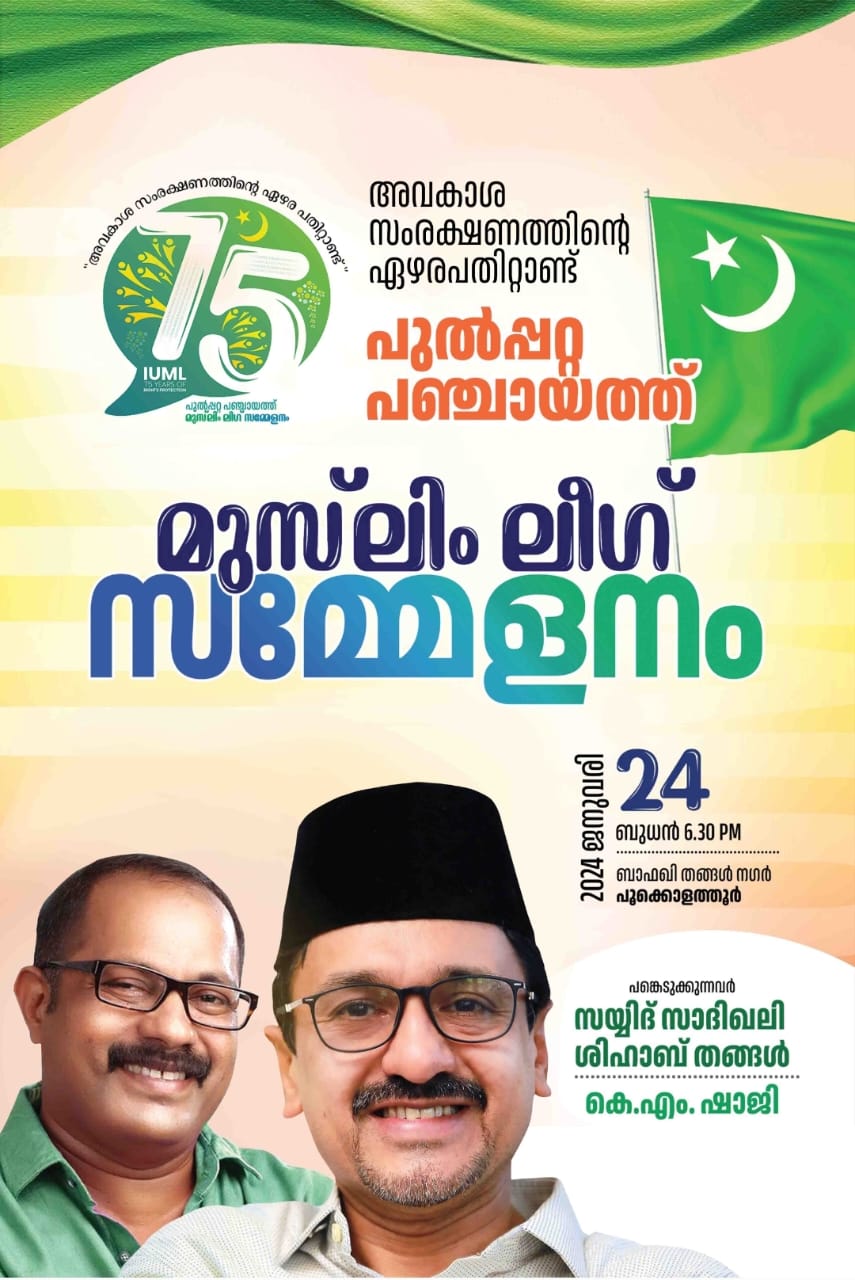 "അവകാശ സംരക്ഷണത്തിന്റെ ഏഴര പതിറ്റാണ്ട്"
75
IUML
75 YEARS OF
RIGHTS PROTECTION
പുൽപ്പറ്റ പഞ്ചായത്ത്
മുസ്‌ലിം ലീഗ് സമ്മേളനം
അവകാശ
സംരക്ഷണത്തിന്റെ
ഏഴരപതിറ്റാണ്ട്
പുൽപ്പറ്റ
പഞ്ചായത്ത്
മുസ്‌ലിം ലീഗ്
സമ്മേളനം
2024 ജനുവരി
24
ബുധൻ 6.30 PM
ബാഫഖി തങ്ങൾ നഗർ
പൂക്കൊളത്തൂർ
പങ്കെടുക്കുന്നവർ
സയ്യിദ് സാദിഖലി
ശിഹാബ് തങ്ങൾ
കെ.എം. ഷാജി